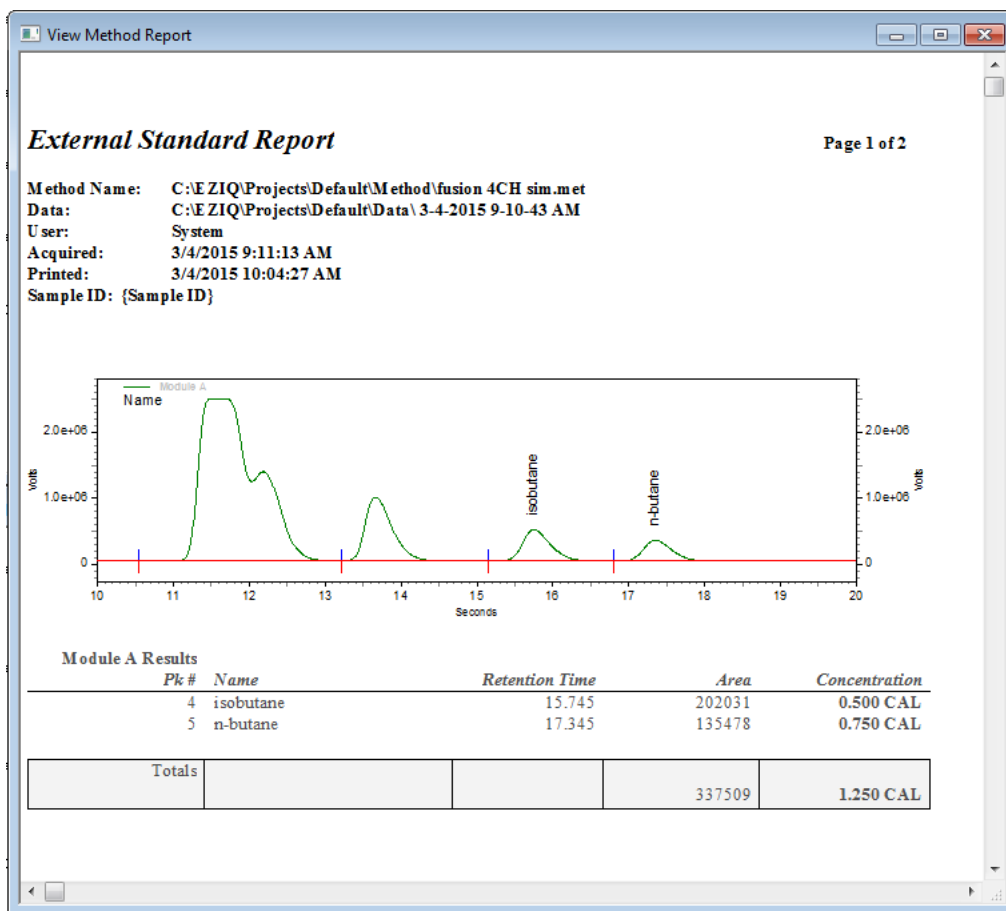 View Method Report
External Standard Report
Page 1 of 2
Method Name: C:\EZIQ\Projects\Default\Method\fusion 4CH sim.met
Data: C:\EZIQ\Projects\Default\Data\ 3-4-2015 9-10-43 AM
User: System
Acquired: 3/4/2015 9:11:13 AM
Printed: 3/4/2015 10:04:27 AM
Sample ID: {Sample ID}
Module A
Name
2.0e+06 2.0e+06
isobutane
n-butane
Volts Volts
1.0e+06 1.0e+06
0 0
10 11 12 13 14 15 16 17 18 19 20
Seconds
Module A Results
Pk # Name Retention Time Area Concentration
4 isobutane 15.745 202031 0.500 CAL
5 n-butane 17.345 135478 0.750 CAL
Totals
337509 1.250 CAL